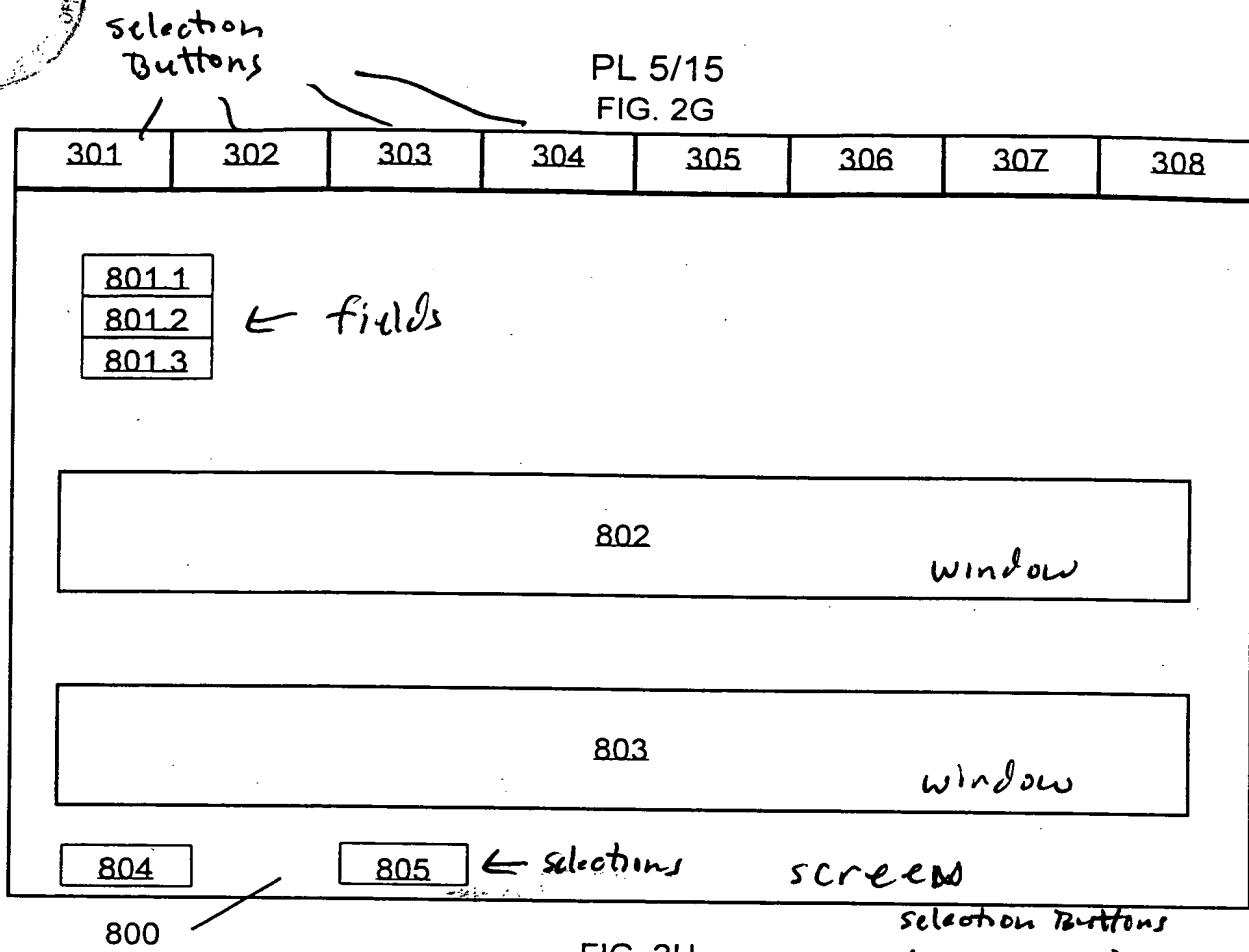 selection
Buttons
PL 5/15
FIG. 2G
301 302 303 304 305 306 307 308
801.1
801.2 ← fields
801.3
802
window
803
window
804 805 ← selections screen
800
selection Buttons